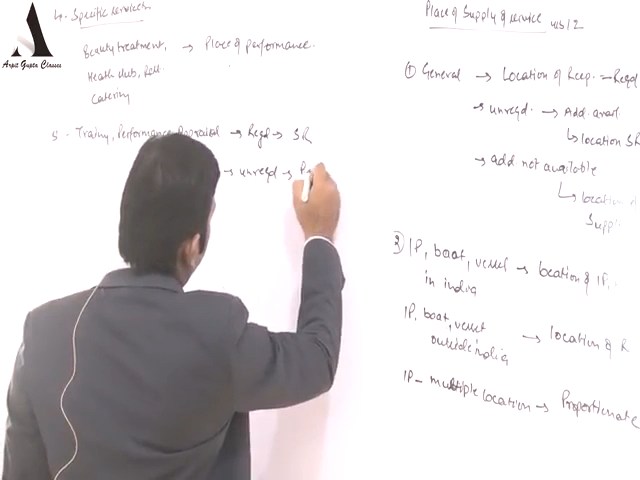 Arpit Gupta Classes
4. Specific services
Beauty treatment, → Place of performance.
Health club,
Catering
5. Training, Performance Appraisal → Regd → SR
→ unregd → P
Place of Supply of service u/s 12
① General → Location of Recp. → Regd
→ unregd. → Add. avail
↳ location SR
→ add not available
↳ location of
Supp
② IP, boat, vessel → location of IP.
in india
IP, boat, vessel → location of R
outside india
IP - multiple location → Proportionate